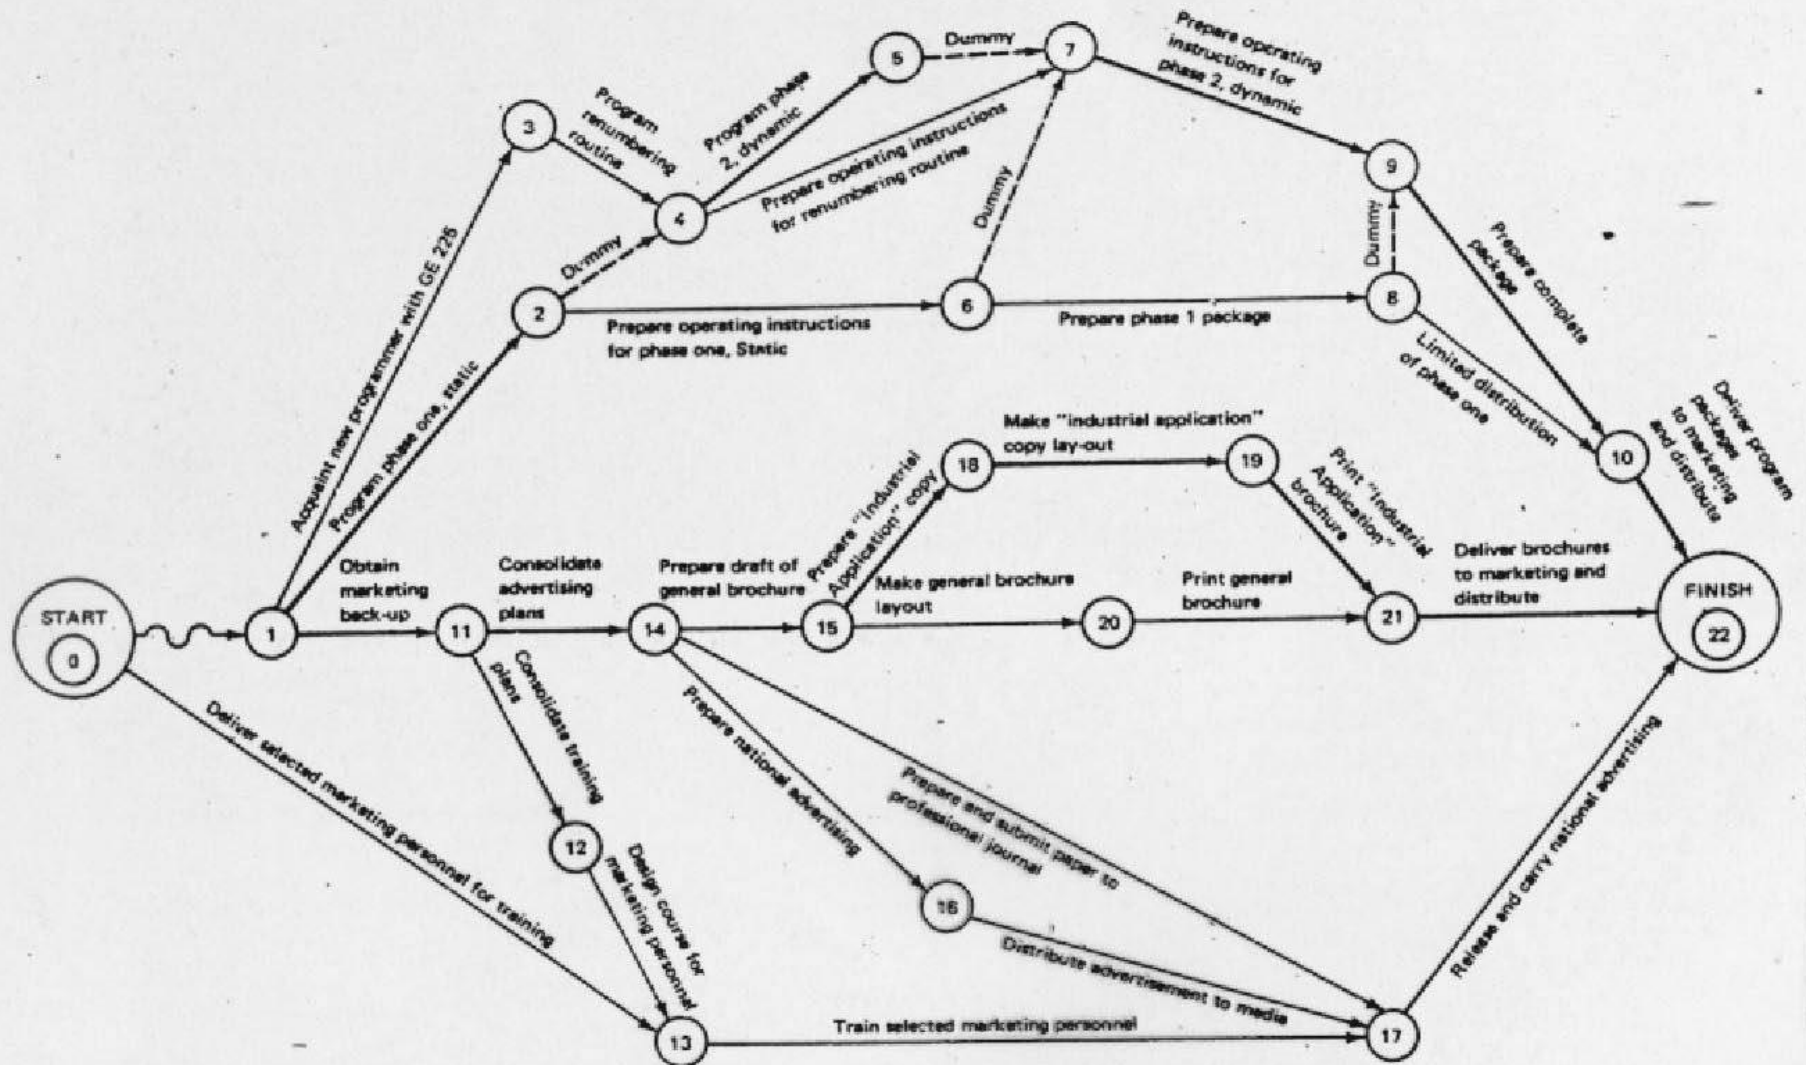 5
Dummy
7
Prepare operating
instructions for
phase 2, dynamic
3
Program
renumbering
routine
Program phase
2, dynamic
4
Prepare operating instructions
for renumbering routine
Dummy
9
Dummy
Dummy
Acquaint new programmer with GE 225
2
Prepare operating instructions
for phase one, Static
6
Prepare phase 1 package
8
Prepare complete
package
Limited distribution
of phase one
Program phase one, static
10
Deliver program
packages
to marketing
and distribute
Make "industrial application"
copy lay-out
18
19
Prepare "Industrial
Application" copy
Print "Industrial
Application"
brochure
START
0
1
Obtain
marketing
back-up
11
Consolidate
advertising
plans
14
Prepare draft of
general brochure
15
Make general brochure
layout
20
Print general
brochure
21
Deliver brochures
to marketing and
distribute
FINISH
22
Deliver selected marketing personnel for training
Consolidate training
plans
12
Design course for
marketing personnel
Prepare national advertising
Prepare and submit paper to
professional journal
16
Distribute advertisement to media
Release and carry national advertising
13
Train selected marketing personnel
17